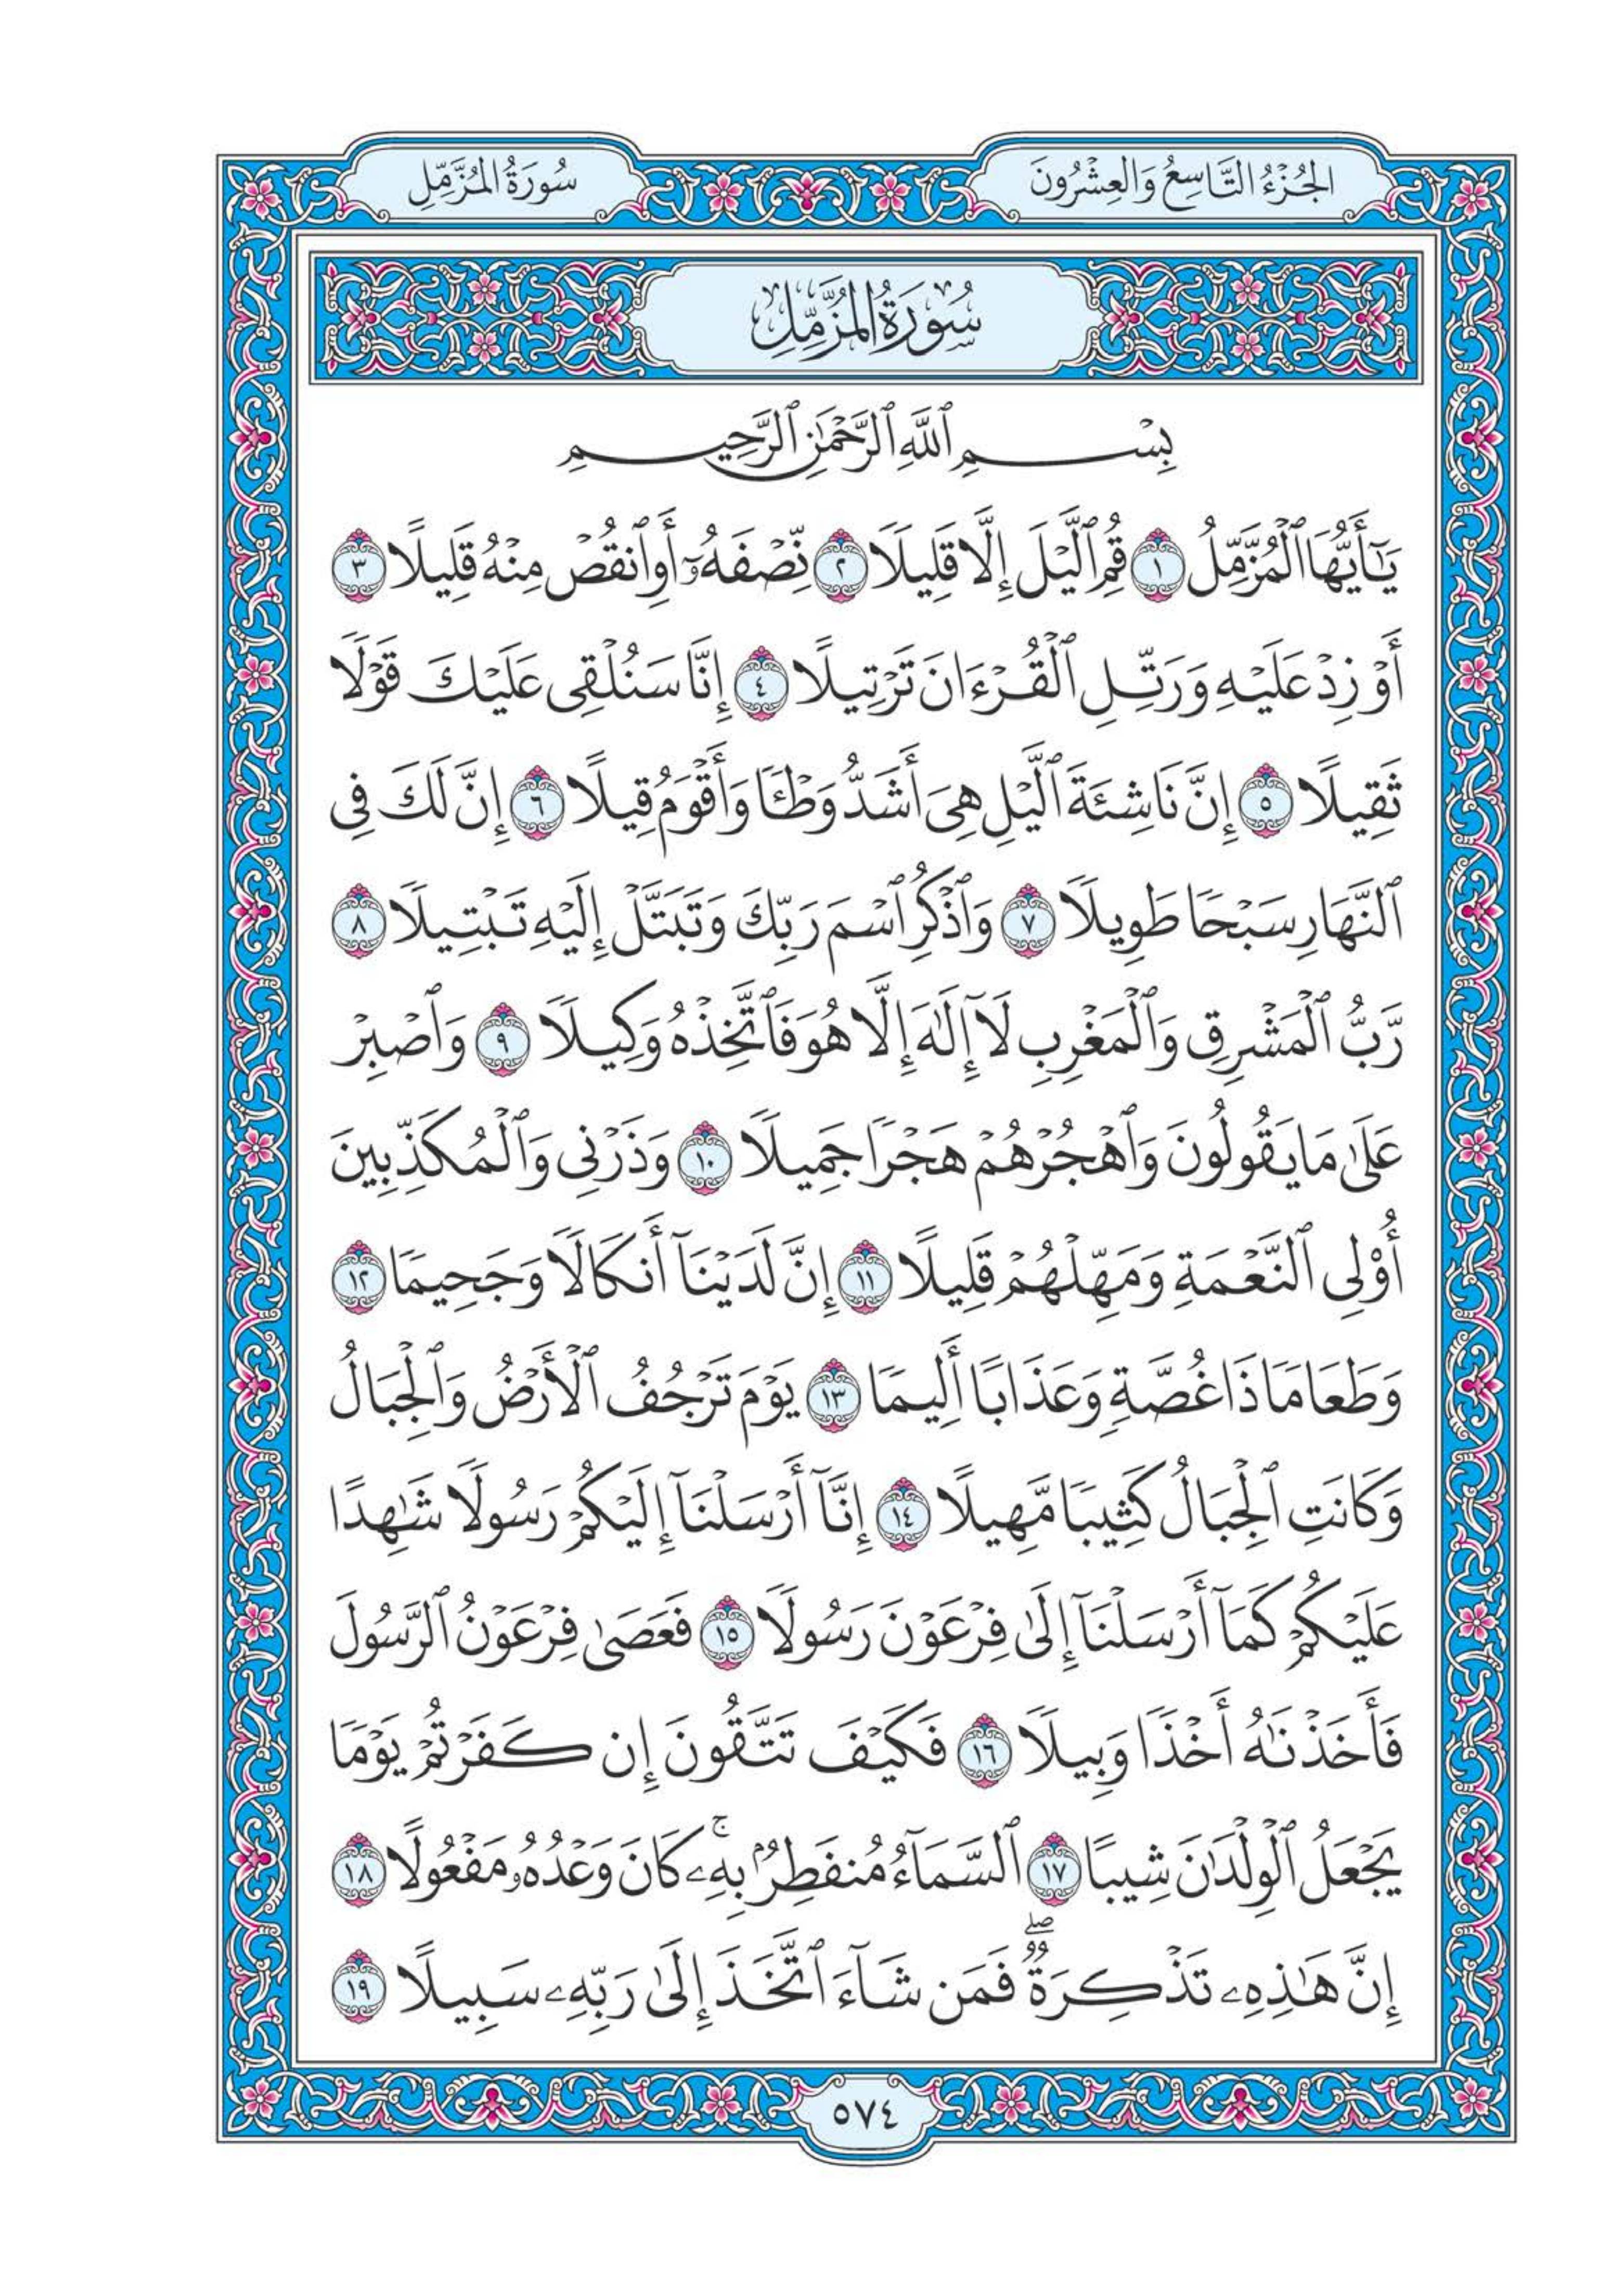 الجُزْءُ التَّاسِعُ وَالعِشْرُونَ
سُورَةُ المُزَّمِّلِ
سُورَةُ المُزَّمِّلِ
بِسْمِ ٱللَّهِ ٱلرَّحْمَٰنِ ٱلرَّحِيمِ
يَٰٓأَيُّهَا ٱلْمُزَّمِّلُ ١ قُمِ ٱلَّيْلَ إِلَّا قَلِيلًا ٢ نِّصْفَهُۥٓ أَوِ ٱنقُصْ مِنْهُ قَلِيلًا ٣
أَوْ زِدْ عَلَيْهِ وَرَتِّلِ ٱلْقُرْءَانَ تَرْتِيلًا ٤ إِنَّا سَنُلْقِى عَلَيْكَ قَوْلًا
ثَقِيلًا ٥ إِنَّ نَاشِئَةَ ٱلَّيْلِ هِىَ أَشَدُّ وَطْـًٔا وَأَقْوَمُ قِيلًا ٦ إِنَّ لَكَ فِى
ٱلنَّهَارِ سَبْحًا طَوِيلًا ٧ وَٱذْكُرِ ٱسْمَ رَبِّكَ وَتَبَتَّلْ إِلَيْهِ تَبْتِيلًا ٨
رَّبُّ ٱلْمَشْرِقِ وَٱلْمَغْرِبِ لَآ إِلَٰهَ إِلَّا هُوَ فَٱتَّخِذْهُ وَكِيلًا ٩ وَٱصْبِرْ
عَلَىٰ مَا يَقُولُونَ وَٱهْجُرْهُمْ هَجْرًا جَمِيلًا ١٠ وَذَرْنِى وَٱلْمُكَذِّبِينَ
أُو۟لِى ٱلنَّعْمَةِ وَمَهِّلْهُمْ قَلِيلًا ١١ إِنَّ لَدَيْنَآ أَنكَالًا وَجَحِيمًا ١٢
وَطَعَامًا ذَا غُصَّةٍ وَعَذَابًا أَلِيمًا ١٣ يَوْمَ تَرْجُفُ ٱلْأَرْضُ وَٱلْجِبَالُ
وَكَانَتِ ٱلْجِبَالُ كَثِيبًا مَّهِيلًا ١٤ إِنَّآ أَرْسَلْنَآ إِلَيْكُمْ رَسُولًا شَٰهِدًا
عَلَيْكُمْ كَمَآ أَرْسَلْنَآ إِلَىٰ فِرْعَوْنَ رَسُولًا ١٥ فَعَصَىٰ فِرْعَوْنُ ٱلرَّسُولَ
فَأَخَذْنَٰهُ أَخْذًا وَبِيلًا ١٦ فَكَيْفَ تَتَّقُونَ إِن كَفَرْتُمْ يَوْمًا
يَجْعَلُ ٱلْوِلْدَٰنَ شِيبًا ١٧ ٱلسَّمَآءُ مُنفَطِرٌۢ بِهِۦۚ كَانَ وَعْدُهُۥ مَفْعُولًا ١٨
إِنَّ هَٰذِهِۦ تَذْكِرَةٌۖ فَمَن شَآءَ ٱتَّخَذَ إِلَىٰ رَبِّهِۦ سَبِيلًا ١٩
٥٧٤